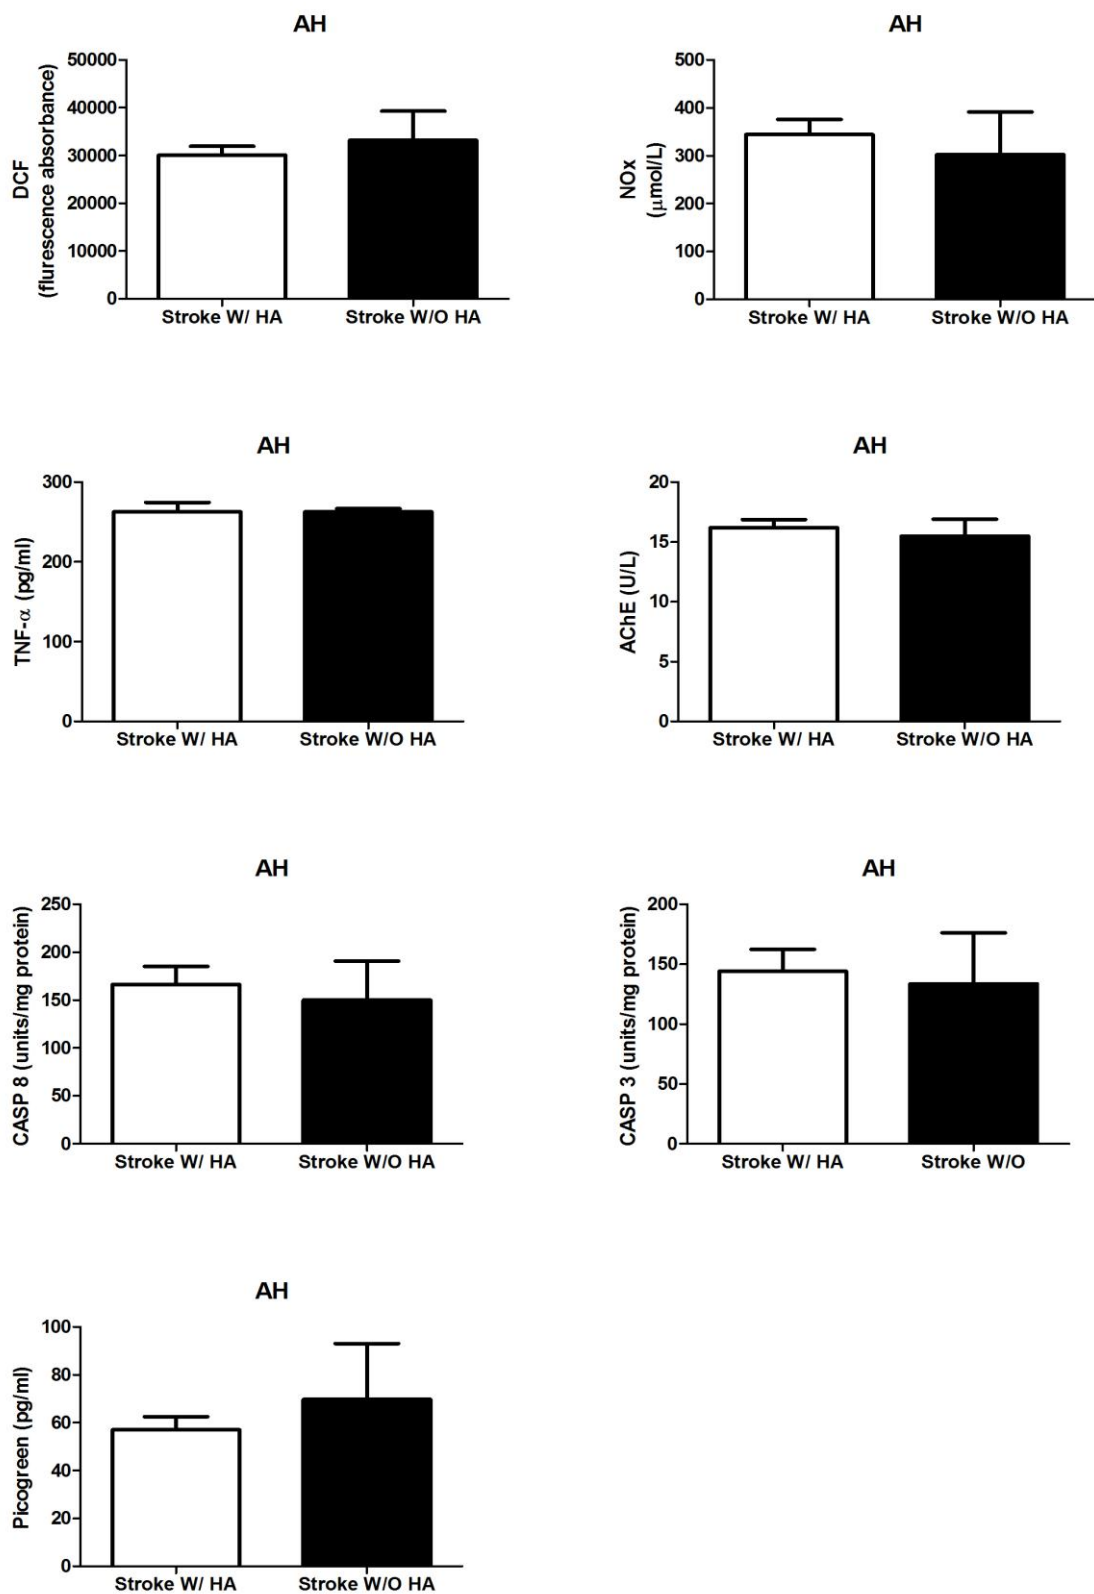 AH
50000
40000
30000
20000
10000
0
DCF
(flurescence absorbance)
Stroke W/ HA Stroke W/O HA
AH
500
400
300
200
100
0
NOx
(µmol/L)
Stroke W/ HA Stroke W/O HA
AH
300
200
100
0
TNF-α (pg/ml)
Stroke W/ HA Stroke W/O HA
AH
20
15
10
5
0
AChE (U/L)
Stroke W/ HA Stroke W/O HA
AH
250
200
150
100
50
0
CASP 8 (units/mg protein)
Stroke W/ HA Stroke W/O HA
AH
200
150
100
50
0
CASP 3 (units/mg protein)
Stroke W/ HA Stroke W/O
AH
100
80
60
40
20
0
Picogreen (pg/ml)
Stroke W/ HA Stroke W/O HA